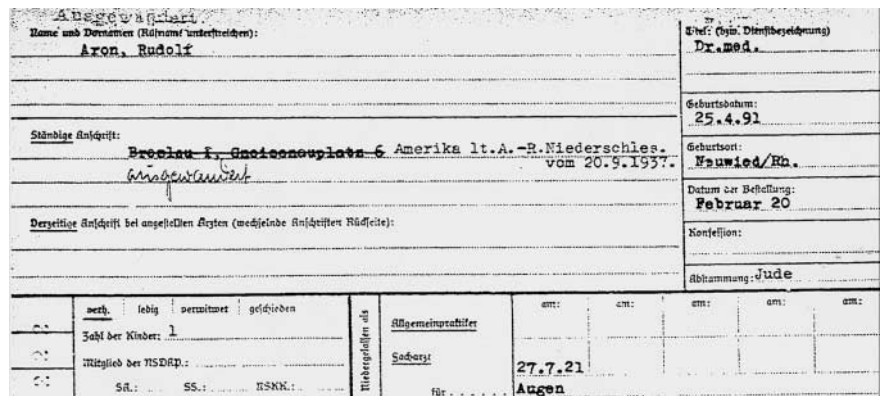 Ausgewandert
Name und Vornamen (Rufname unterstreichen):
Aron, Rudolf
Titel: (bzw. Dienstbezeichnung)
Dr.med.
Geburtsdatum:
25.4.91
Ständige Anschrift:
Breslau I, Gneisenauplatz 6 Amerika lt.A.-R.Niederschles.
vom 20.9.1937.
ausgewandert
Geburtsort:
Neuwied/Rh.
Datum der Bestellung:
Februar 20
Derzeitige Anschrift bei angestellten Ärzten (wechselnde Anschriften Rückseite):
Konfession:
Abstammung: Jude
verh. ledig verwitwet geschieden
Zahl der Kinder: 1
Mitglied der NSDAP.:
SA.: SS.: NSKK.:
Niedergelassen als
am: am: am: am: am:
Allgemeinpraktiker
Facharzt
27.7.21
für Augen